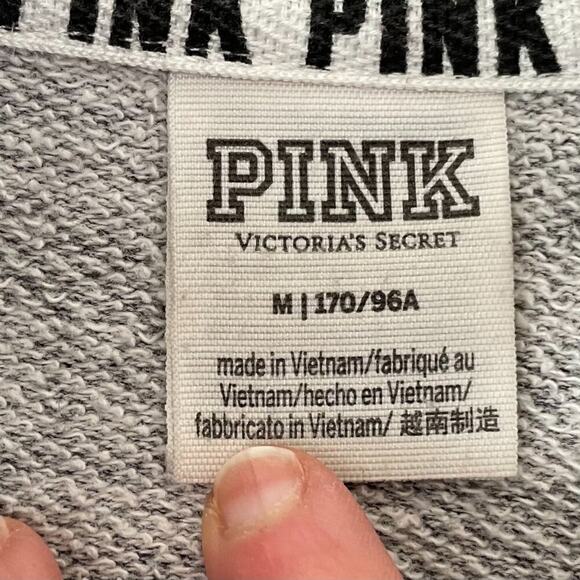 PINK PINK
PINK
VICTORIA'S SECRET
M | 170/96A
made in Vietnam/fabriqué au
Vietnam/hecho en Vietnam/
fabbricato in Vietnam/ 越南制造